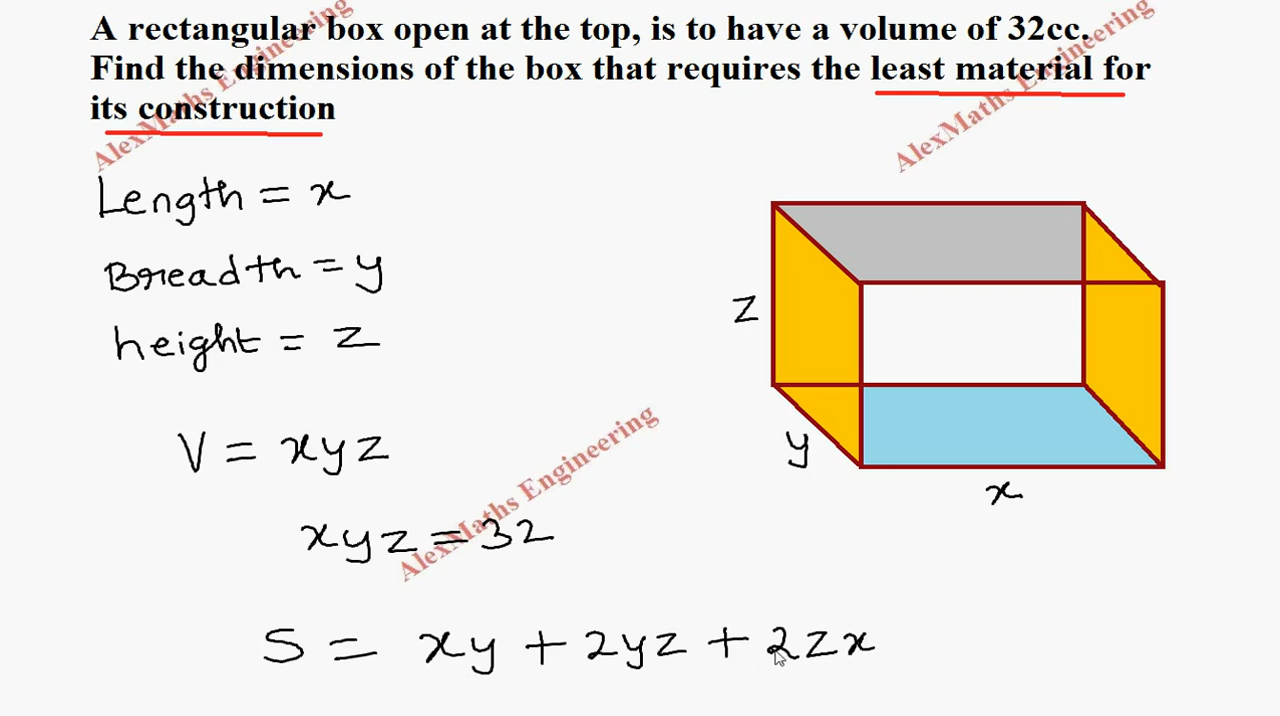 A rectangular box open at the top, is to have a volume of 32cc.
Find the dimensions of the box that requires the least material for
its construction
AlexMaths Engineering
AlexMaths Engineering
Length = x
Breadth = y
height = z
z
y
x
V = xyz
AlexMaths Engineering
xyz = 32
S = xy + 2yz + 2zx